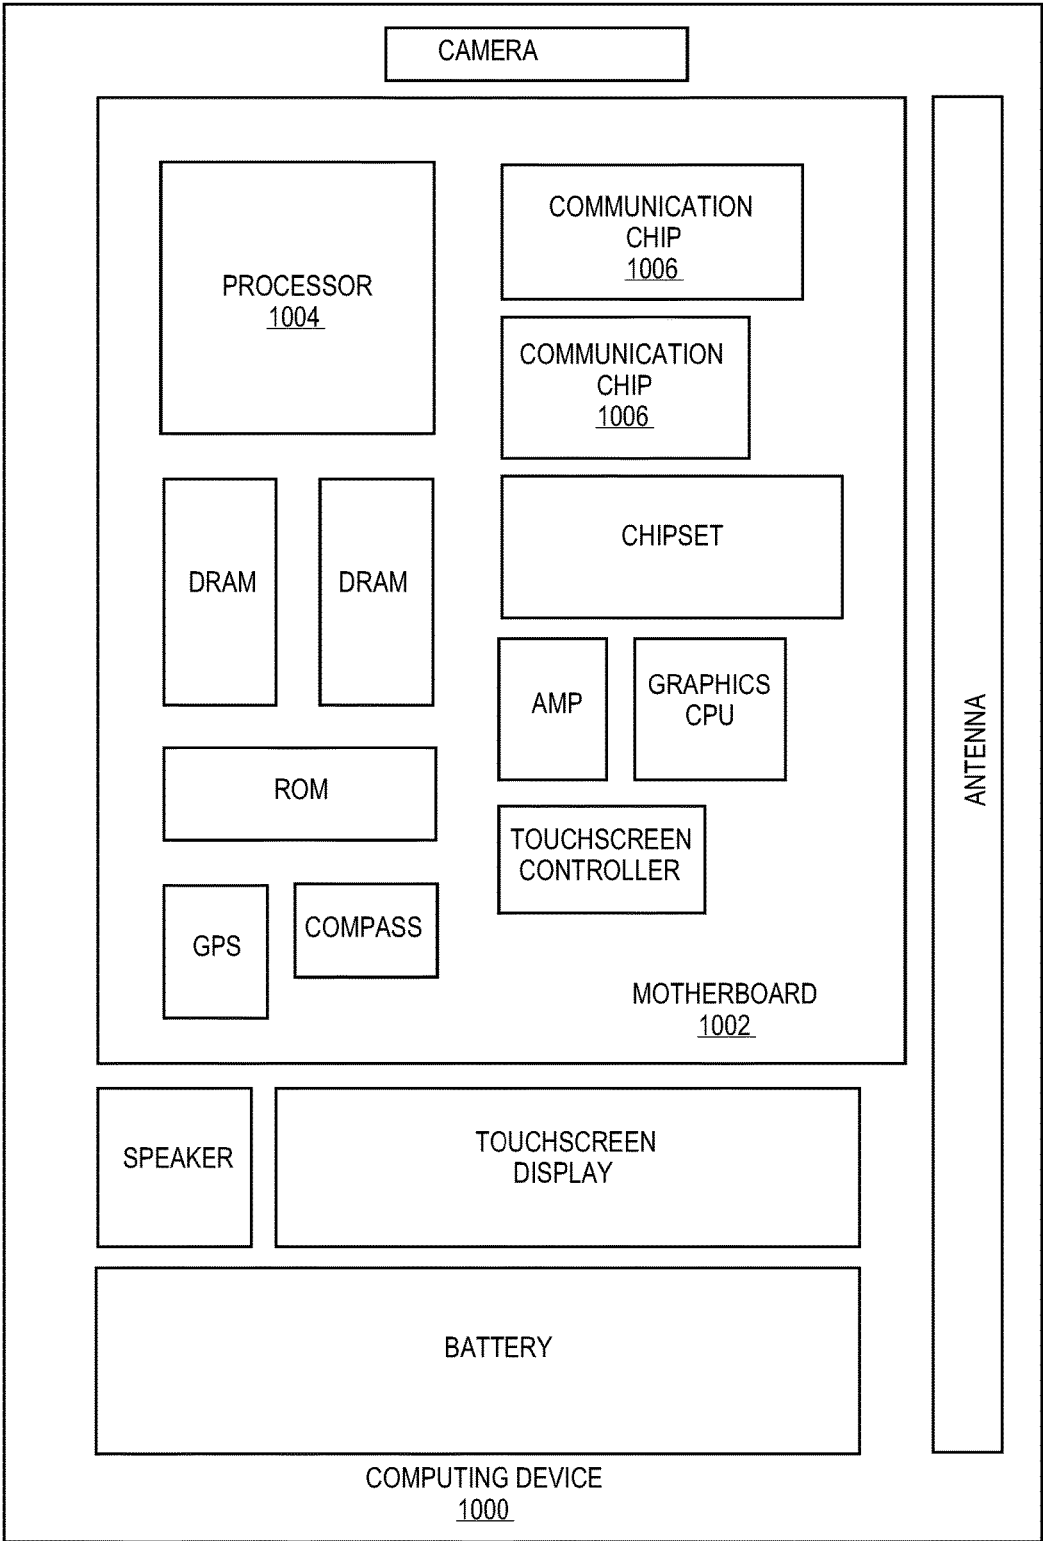 CAMERA
PROCESSOR
1004
COMMUNICATION
CHIP
1006
COMMUNICATION
CHIP
1006
DRAM
DRAM
CHIPSET
AMP
GRAPHICS
CPU
ROM
TOUCHSCREEN
CONTROLLER
GPS
COMPASS
MOTHERBOARD
1002
ANTENNA
SPEAKER
TOUCHSCREEN
DISPLAY
BATTERY
COMPUTING DEVICE
1000